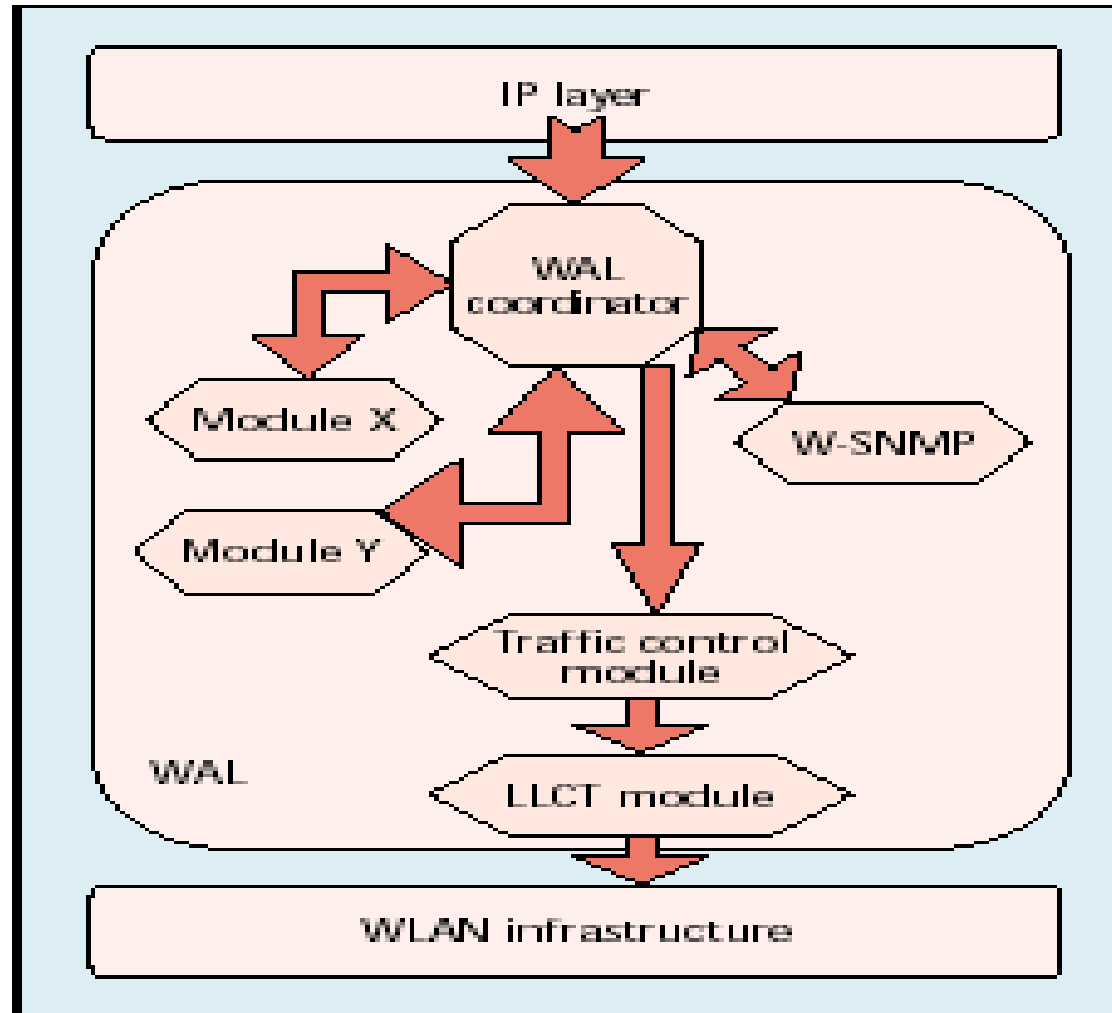 IP layer
WAL
coordinator
Module X
W-SNMP
Module Y
Traffic control
module
WAL
LLCT module
WLAN infrastructure